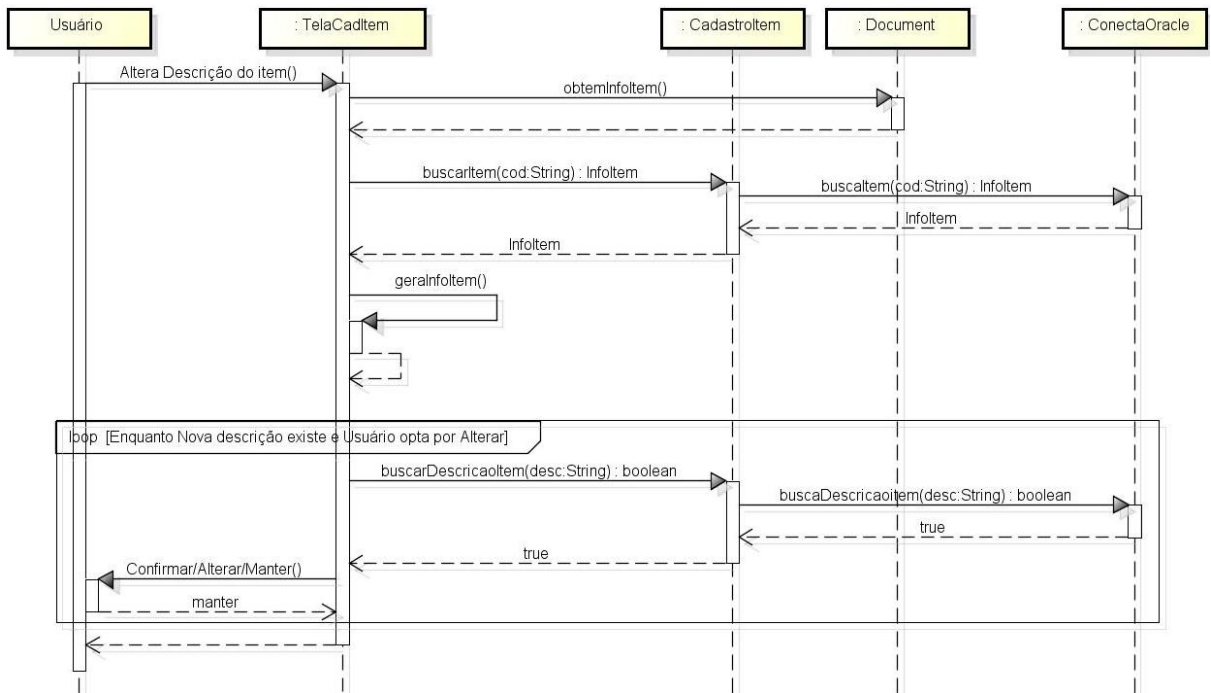 Usuário
: TelaCadItem
: CadastroItem
: Document
: ConectaOracle
Altera Descrição do item()
obtemInfoItem()
buscarItem(cod:String) : InfoItem
buscaItem(cod:String) : InfoItem
InfoItem
InfoItem
geraInfoItem()
loop [Enquanto Nova descrição existe e Usuário opta por Alterar]
buscarDescricaoItem(desc:String) : boolean
buscaDescricaoitem(desc:String) : boolean
true
true
Confirmar/Alterar/Manter()
manter